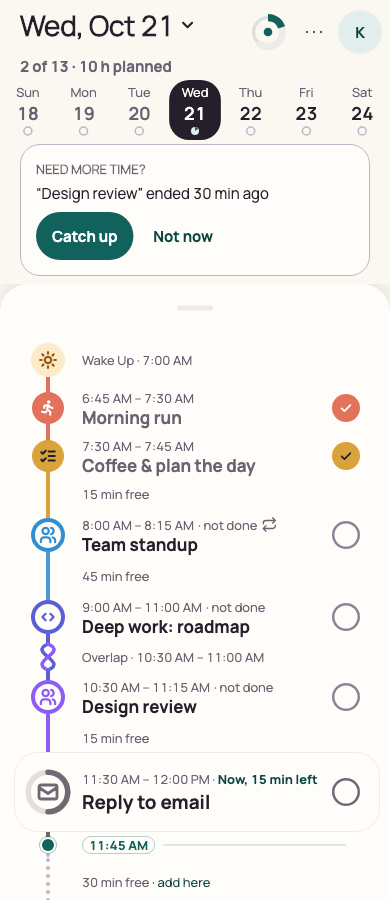 Wed, Oct 21
K
2 of 13 · 10 h planned
Sun Mon Tue Wed Thu Fri Sat
18 19 20 21 22 23 24
NEED MORE TIME?
“Design review” ended 30 min ago
Catch up Not now
Wake Up · 7:00 AM
6:45 AM – 7:30 AM
Morning run
7:30 AM – 7:45 AM
Coffee & plan the day
15 min free
8:00 AM – 8:15 AM · not done
Team standup
45 min free
9:00 AM – 11:00 AM · not done
Deep work: roadmap
Overlap · 10:30 AM – 11:00 AM
10:30 AM – 11:15 AM · not done
Design review
15 min free
11:30 AM – 12:00 PM · Now, 15 min left
Reply to email
11:45 AM
30 min free · add here